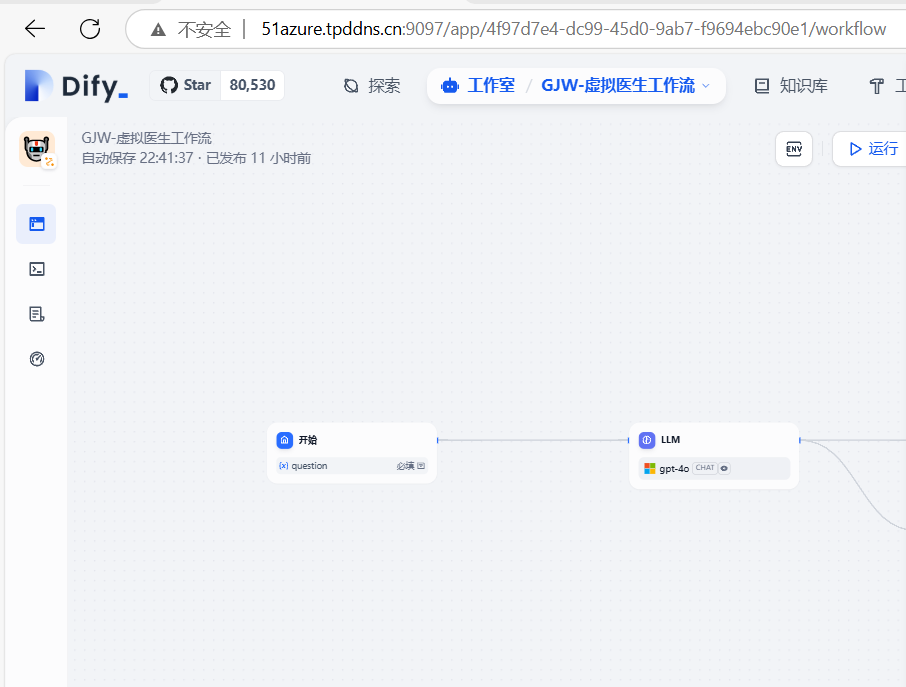 不安全 51azure.tpddns.cn:9097/app/4f97d7e4-dc99-45d0-9ab7-f9694ebc90e1/workflow
Dify_ Star 80,530 探索 工作室 / GJW-虚拟医生工作流 知识库 工
GJW-虚拟医生工作流
自动保存 22:41:37 · 已发布 11 小时前
ENV 运行
开始 LLM
{x} question 必填 gpt-4o CHAT